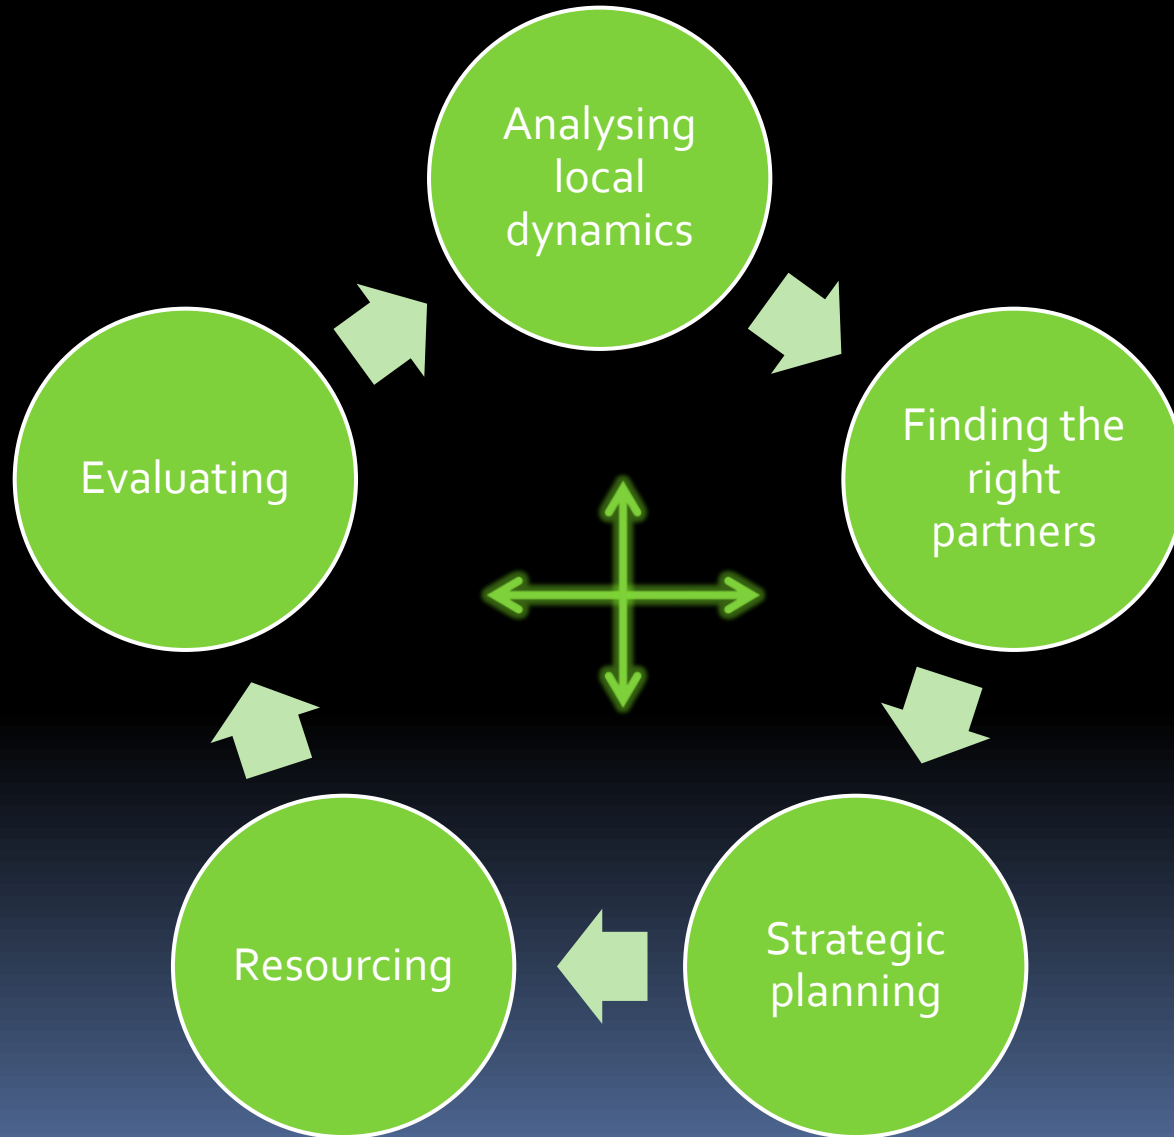 Analysing
local
dynamics
Finding the
right
partners
Strategic
planning
Resourcing
Evaluating